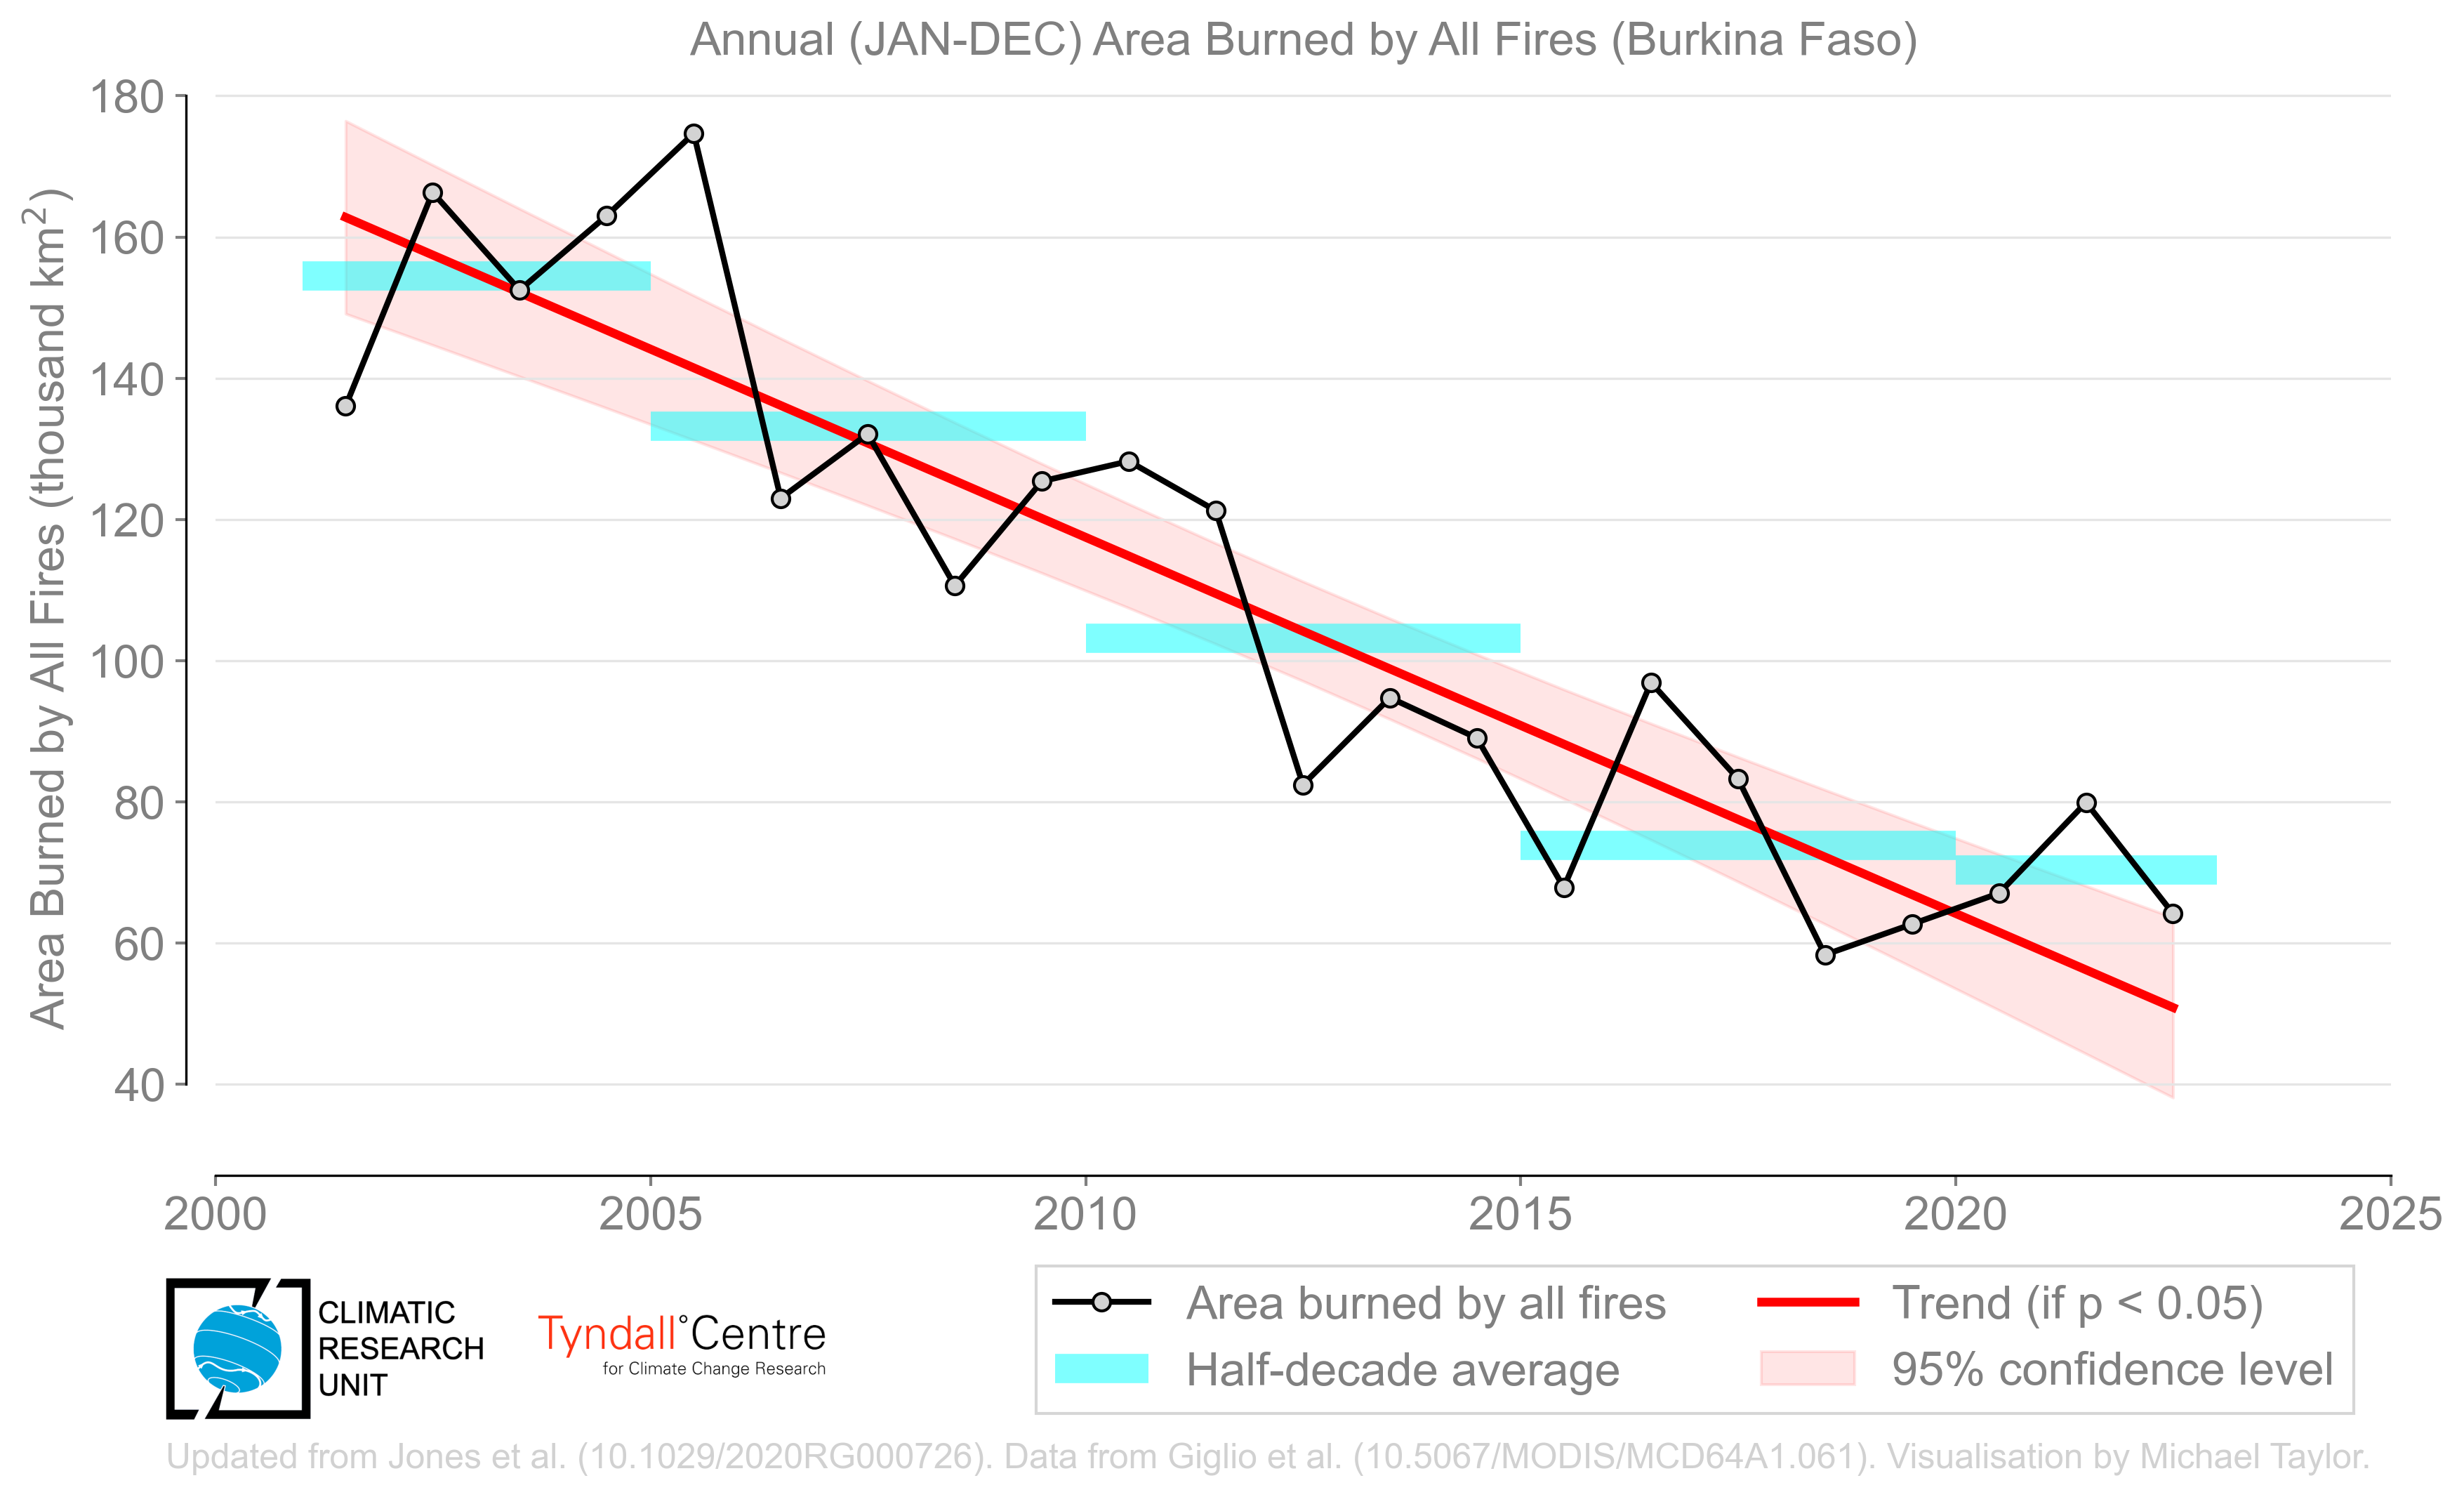 Annual (JAN-DEC) Area Burned by All Fires (Burkina Faso)
Area Burned by All Fires (thousand km²)
180
160
140
120
100
80
60
40
2000 2005 2010 2015 2020 2025
Area burned by all fires
Half-decade average
Trend (if p < 0.05)
95% confidence level
CLIMATIC
RESEARCH
UNIT
Tyndall°Centre
for Climate Change Research
Updated from Jones et al. (10.1029/2020RG000726). Data from Giglio et al. (10.5067/MODIS/MCD64A1.061). Visualisation by Michael Taylor.